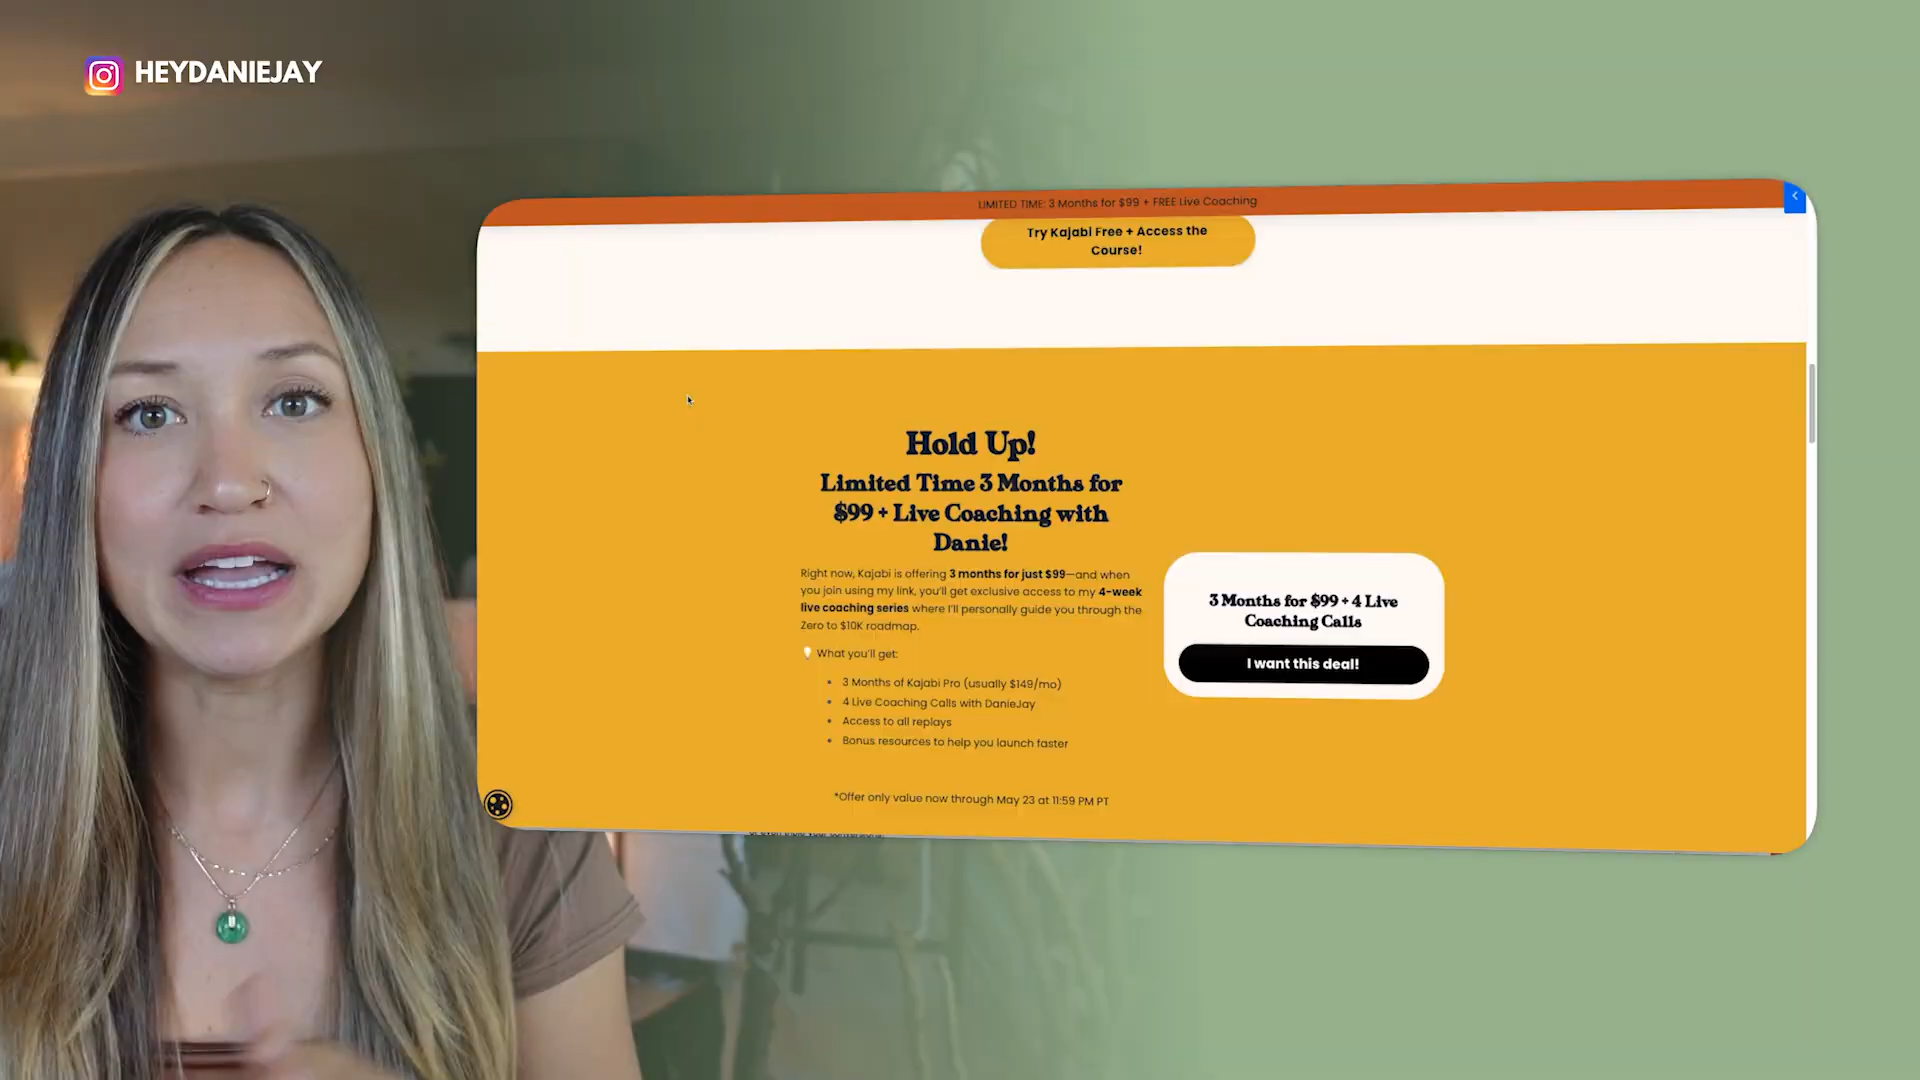 HEYDANIEJAY
LIMITED TIME: 3 Months for $99 + FREE Live Coaching
Try Kajabi Free + Access the
Course!
Hold Up!
Limited Time 3 Months for
$99 + Live Coaching with
Danie!
Right now, Kajabi is offering 3 months for just $99—and when
you join using my link, you'll get exclusive access to my 4-week
live coaching series where I'll personally guide you through the
Zero to $10K roadmap.
What you'll get:
3 Months of Kajabi Pro (usually $149/mo)
4 Live Coaching Calls with DanieJay
Access to all replays
Bonus resources to help you launch faster
*Offer only value now through May 23 at 11:59 PM PT
3 Months for $99 + 4 Live
Coaching Calls
I want this deal!